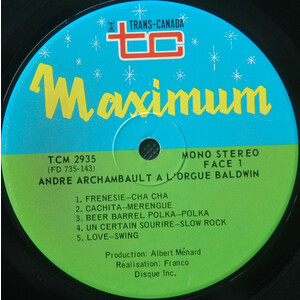 TRANS-CANADA
tc
Maximum
TCM 2935
(FD 735-143)
MONO STEREO
FACE 1
ANDRE ARCHAMBAULT A L'ORGUE BALDWIN
1. FRENESIE–CHA CHA
2. CACHITA–MERENGUE
3. BEER BARREL POLKA–POLKA
4. UN CERTAIN SOURIRE–SLOW ROCK
5. LOVE–SWING
Production: Albert Ménard
Réalisation: Franco
Disque Inc.